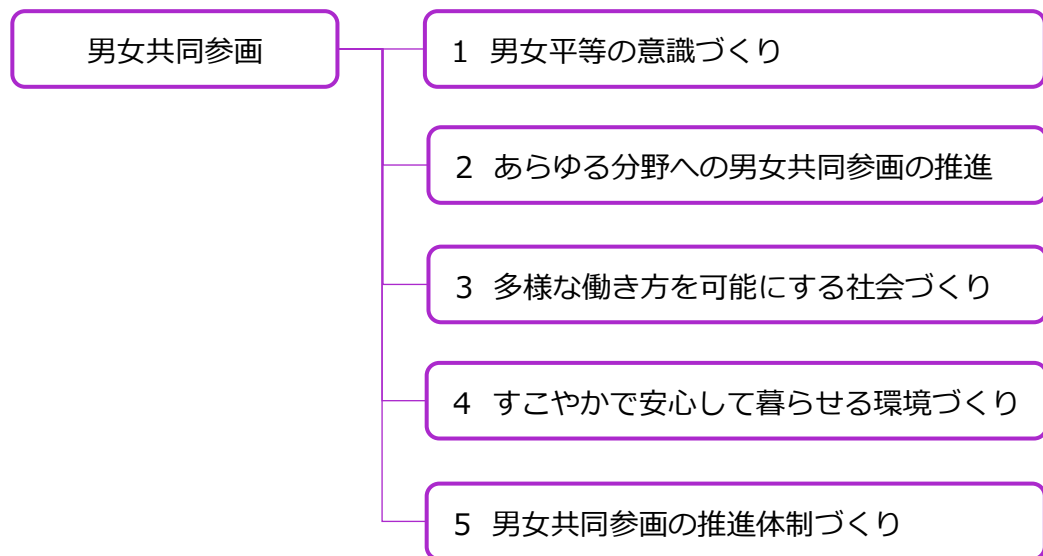 男女共同参画
1 男女平等の意識づくり
2 あらゆる分野への男女共同参画の推進
3 多様な働き方を可能にする社会づくり
4 すこやかで安心して暮らせる環境づくり
5 男女共同参画の推進体制づくり